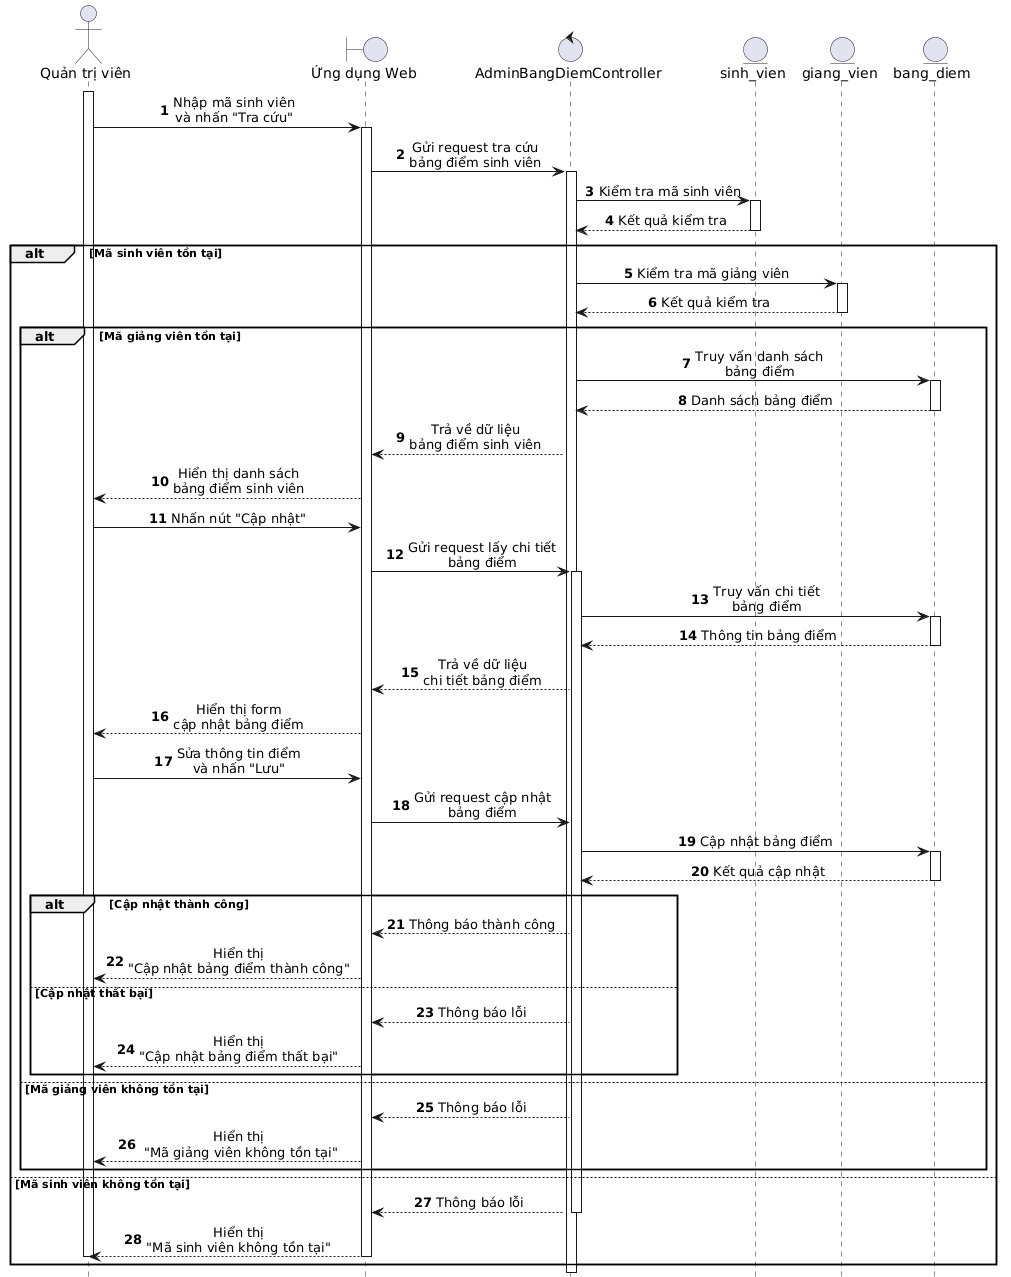 Quản trị viên
Ứng dụng Web
AdminBangDiemController
sinh_vien
giang_vien
bang_diem
1 Nhập mã sinh viên
và nhấn "Tra cứu"
2 Gửi request tra cứu
bảng điểm sinh viên
3 Kiểm tra mã sinh viên
4 Kết quả kiểm tra
alt [Mã sinh viên tồn tại]
5 Kiểm tra mã giảng viên
6 Kết quả kiểm tra
alt [Mã giảng viên tồn tại]
7 Truy vấn danh sách
bảng điểm
8 Danh sách bảng điểm
9 Trả về dữ liệu
bảng điểm sinh viên
10 Hiển thị danh sách
bảng điểm sinh viên
11 Nhấn nút "Cập nhật"
12 Gửi request lấy chi tiết
bảng điểm
13 Truy vấn chi tiết
bảng điểm
14 Thông tin bảng điểm
15 Trả về dữ liệu
chi tiết bảng điểm
16 Hiển thị form
cập nhật bảng điểm
17 Sửa thông tin điểm
và nhấn "Lưu"
18 Gửi request cập nhật
bảng điểm
19 Cập nhật bảng điểm
20 Kết quả cập nhật
alt [Cập nhật thành công]
21 Thông báo thành công
22 Hiển thị
"Cập nhật bảng điểm thành công"
[Cập nhật thất bại]
23 Thông báo lỗi
24 Hiển thị
"Cập nhật bảng điểm thất bại"
[Mã giảng viên không tồn tại]
25 Thông báo lỗi
26 Hiển thị
"Mã giảng viên không tồn tại"
[Mã sinh viên không tồn tại]
27 Thông báo lỗi
28 Hiển thị
"Mã sinh viên không tồn tại"